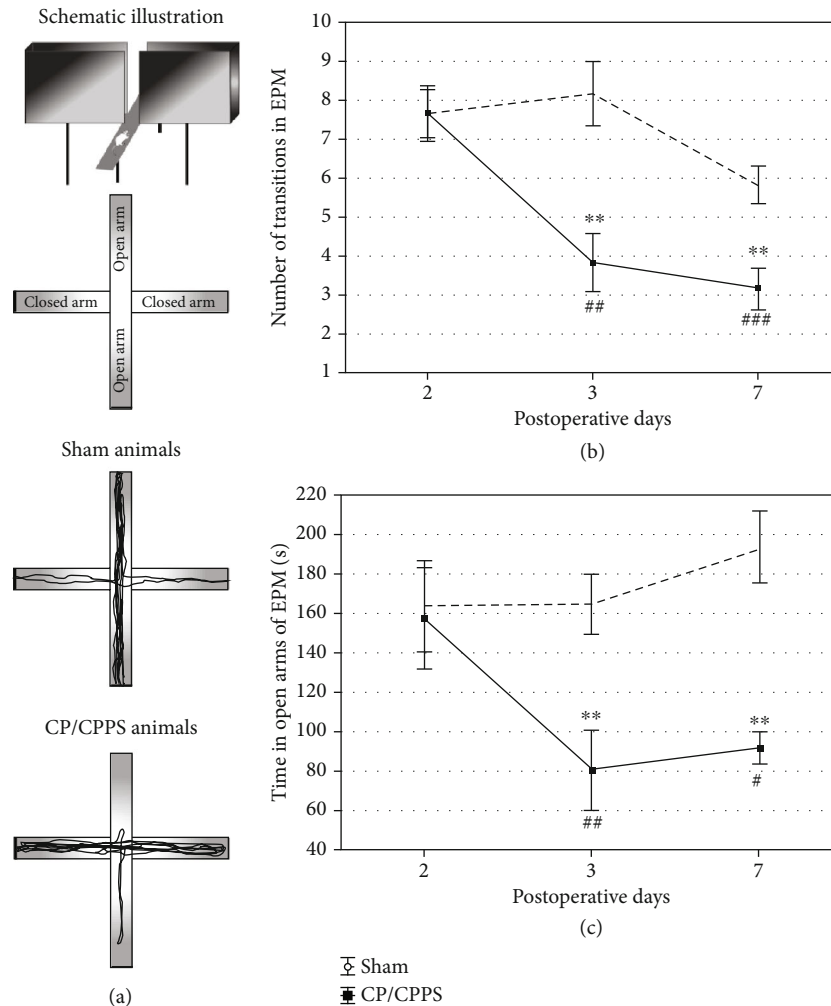 Schematic illustration
Open arm
Closed arm
Closed arm
Open arm
Sham animals
CP/CPPS animals
(a)
Number of transitions in EPM
10
9
8
7
6
5
4
3
2
1
**
##
**
###
2
3
7
Postoperative days
(b)
Time in open arms of EPM (s)
220
200
180
160
140
120
100
80
60
40
**
##
**
#
2
3
7
Postoperative days
(c)
Sham
CP/CPPS